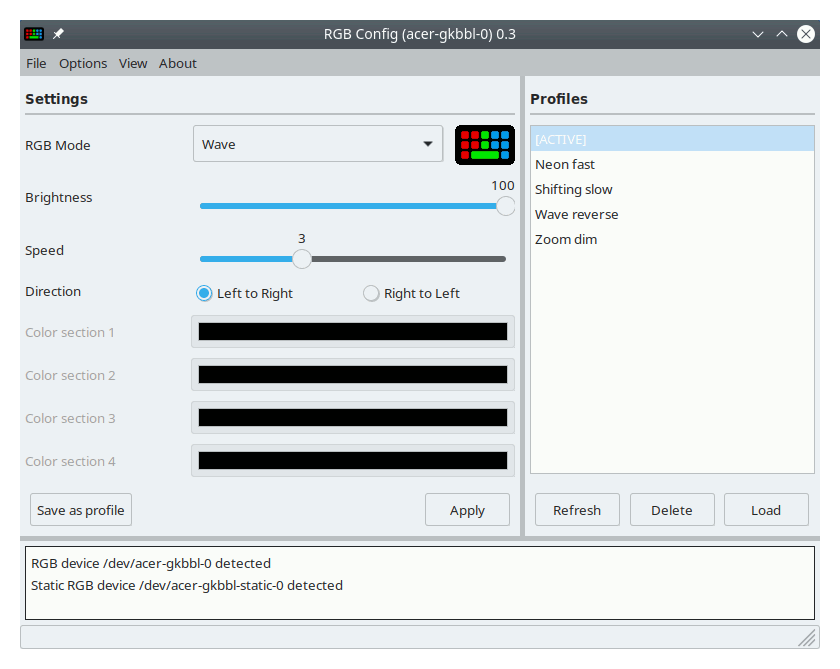 RGB Config (acer-gkbbl-0) 0.3
File Options View About
Settings
RGB Mode Wave
Brightness 100
Speed 3
Direction Left to Right Right to Left
Color section 1
Color section 2
Color section 3
Color section 4
Save as profile Apply
Profiles
[ACTIVE]
Neon fast
Shifting slow
Wave reverse
Zoom dim
Refresh Delete Load
RGB device /dev/acer-gkbbl-0 detected
Static RGB device /dev/acer-gkbbl-static-0 detected